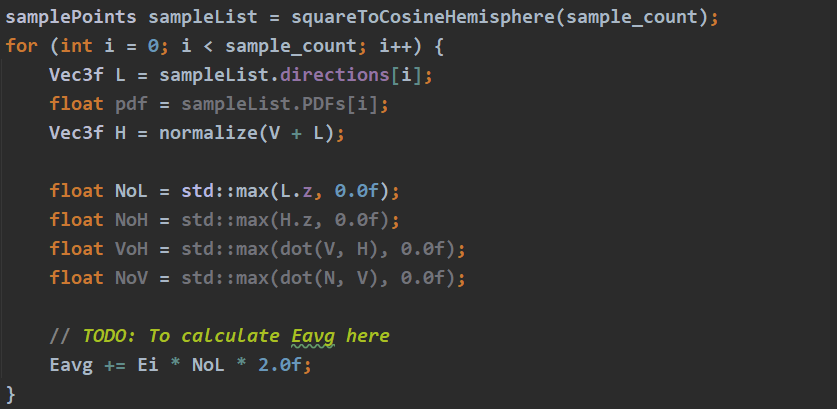 samplePoints sampleList = squareToCosineHemisphere(sample_count);
for (int i = 0; i < sample_count; i++) {
    Vec3f L = sampleList.directions[i];
    float pdf = sampleList.PDFs[i];
    Vec3f H = normalize(V + L);

    float NoL = std::max(L.z, 0.0f);
    float NoH = std::max(H.z, 0.0f);
    float VoH = std::max(dot(V, H), 0.0f);
    float NoV = std::max(dot(N, V), 0.0f);

    // TODO: To calculate Eavg here
    Eavg += Ei * NoL * 2.0f;
}